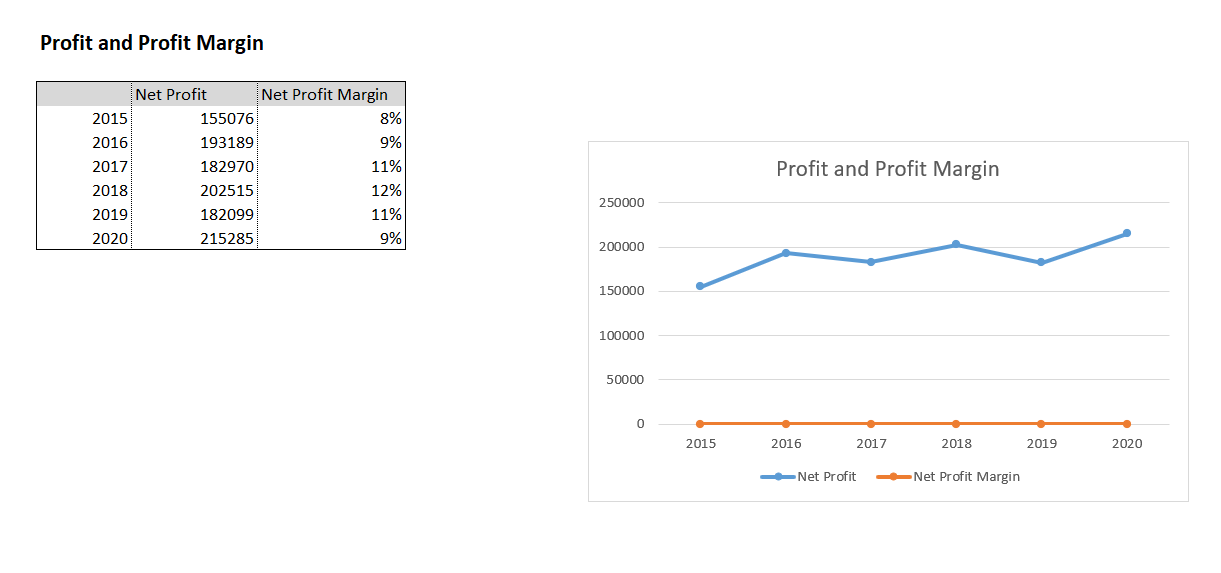 Profit and Profit Margin
Net Profit Net Profit Margin
2015 155076 8%
2016 193189 9%
2017 182970 11%
2018 202515 12%
2019 182099 11%
2020 215285 9%
Profit and Profit Margin
250000
200000
150000
100000
50000
0
2015 2016 2017 2018 2019 2020
Net Profit Net Profit Margin